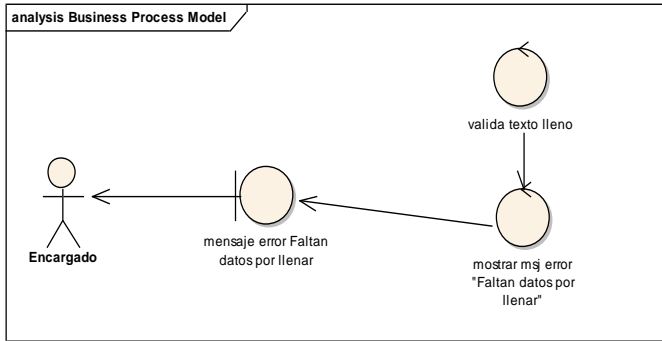 analysis Business Process Model
valida texto lleno
Encargado
mensaje error Faltan
datos por llenar
mostrar msj error
"Faltan datos por
llenar"